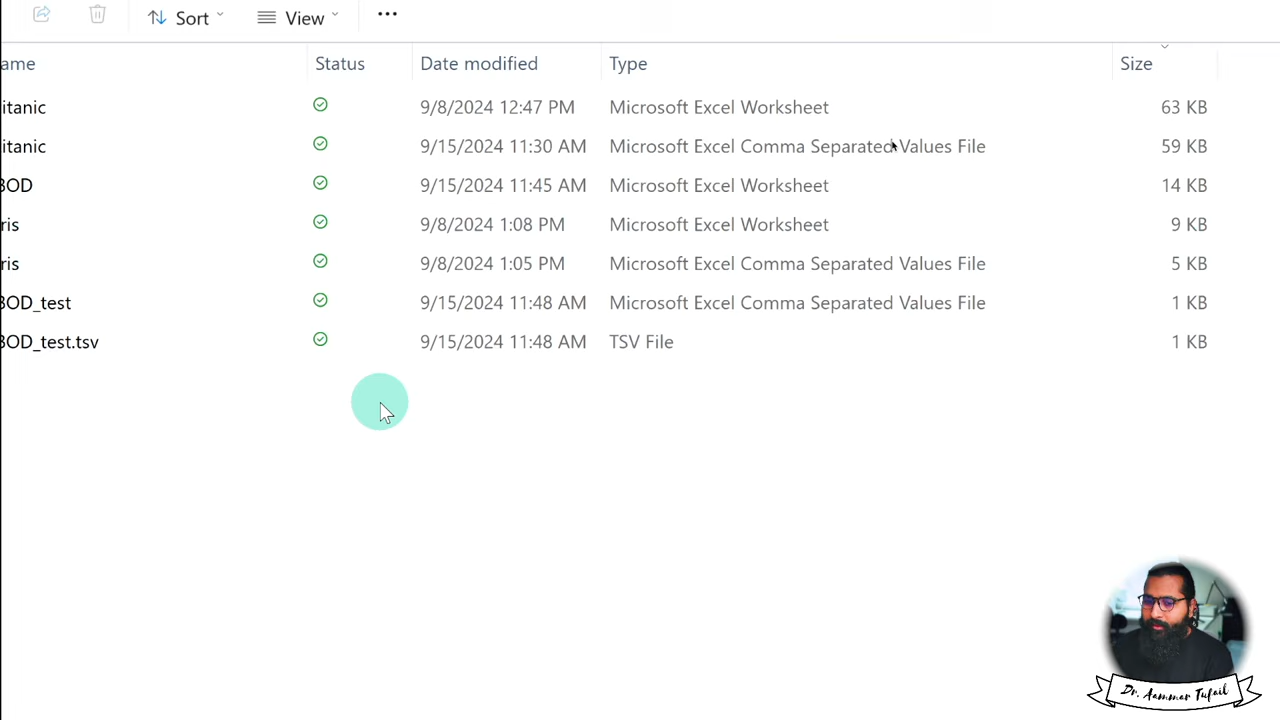 Sort View ...
ame Status Date modified Type Size
itanic 9/8/2024 12:47 PM Microsoft Excel Worksheet 63 KB
itanic 9/15/2024 11:30 AM Microsoft Excel Comma Separated Values File 59 KB
BOD 9/15/2024 11:45 AM Microsoft Excel Worksheet 14 KB
ris 9/8/2024 1:08 PM Microsoft Excel Worksheet 9 KB
ris 9/8/2024 1:05 PM Microsoft Excel Comma Separated Values File 5 KB
BOD_test 9/15/2024 11:48 AM Microsoft Excel Comma Separated Values File 1 KB
BOD_test.tsv 9/15/2024 11:48 AM TSV File 1 KB
Dr. Aammar Tufail